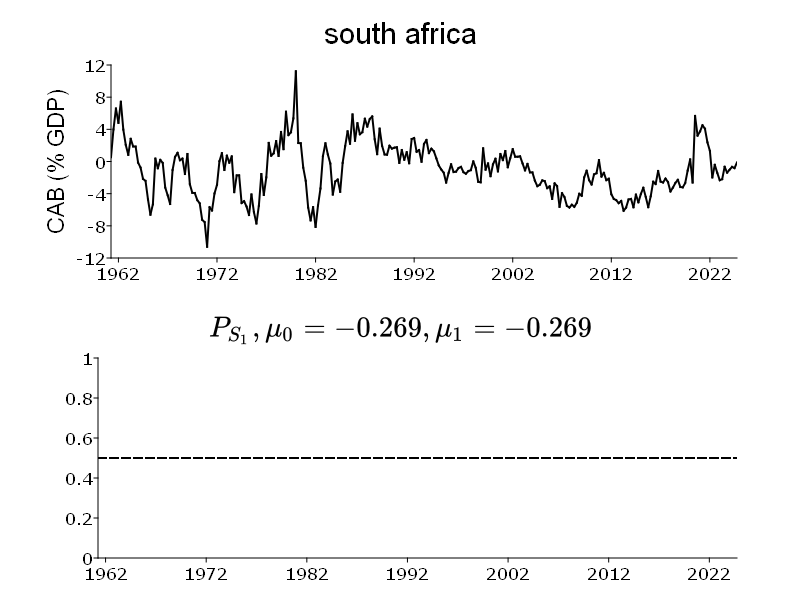 south africa
CAB (% GDP)
12
8
4
0
-4
-8
-12
1962 1972 1982 1992 2002 2012 2022
P_{S_1}, μ_0 = −0.269, μ_1 = −0.269
1
0.8
0.6
0.4
0.2
0
1962 1972 1982 1992 2002 2012 2022